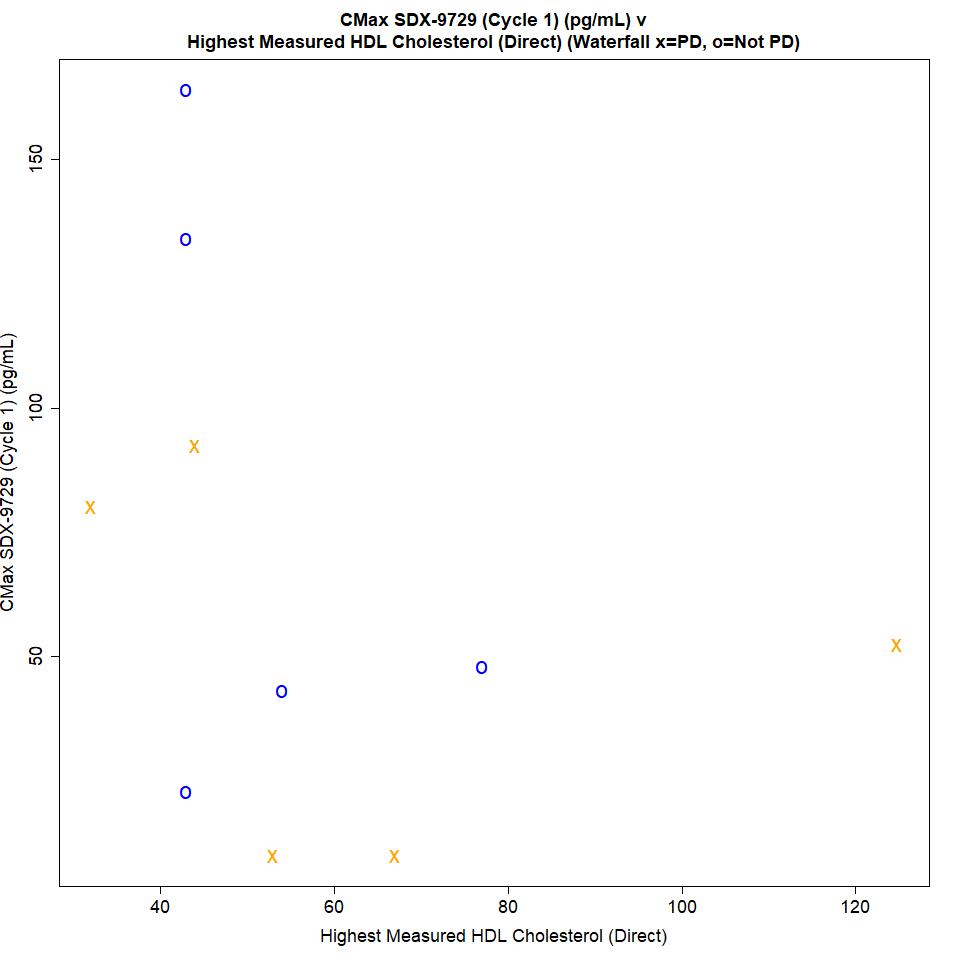 CMax SDX-9729 (Cycle 1) (pg/mL) v
Highest Measured HDL Cholesterol (Direct) (Waterfall x=PD, o=Not PD)
CMax SDX-9729 (Cycle 1) (pg/mL)
150
100
50
O
O
X
X
X
O
O
O
X
X
40
60
80
100
120
Highest Measured HDL Cholesterol (Direct)